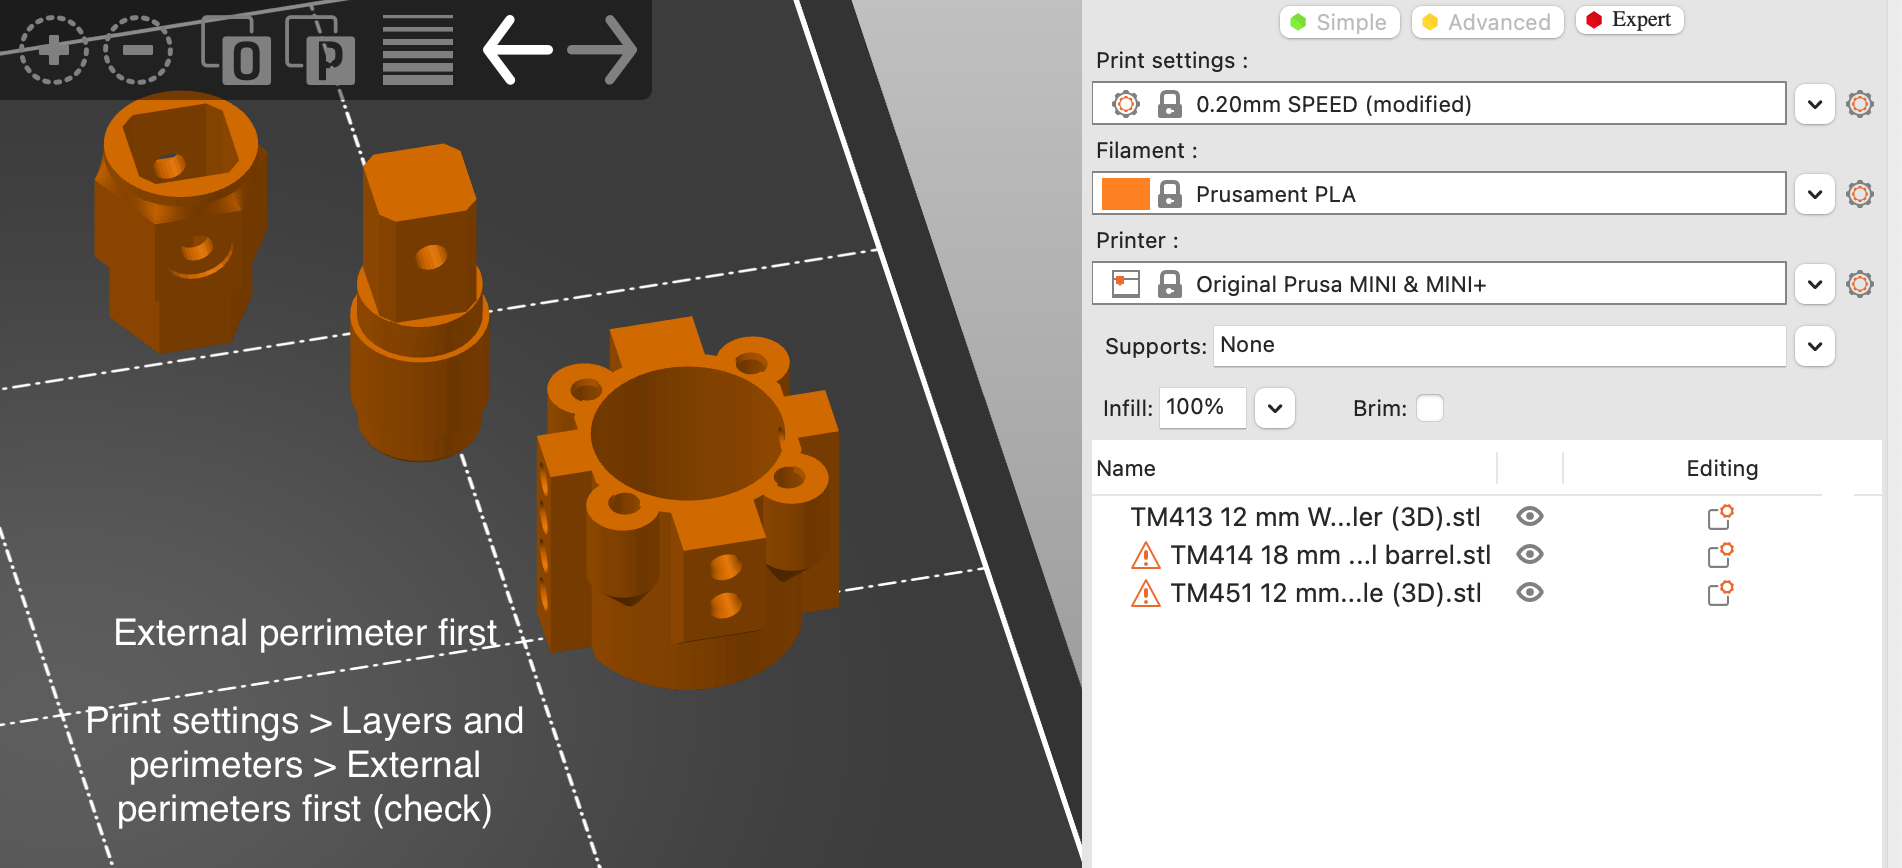 Simple
Advanced
Expert
Print settings :
0.20mm SPEED (modified)
Filament :
Prusament PLA
Printer :
Original Prusa MINI & MINI+
Supports: None
Infill: 100%
Brim:
Name
Editing
TM413 12 mm W...ler (3D).stl
TM414 18 mm ...l barrel.stl
TM451 12 mm...le (3D).stl
O
P
External perrimeter first
Print settings > Layers and
perimeters > External
perimeters first (check)